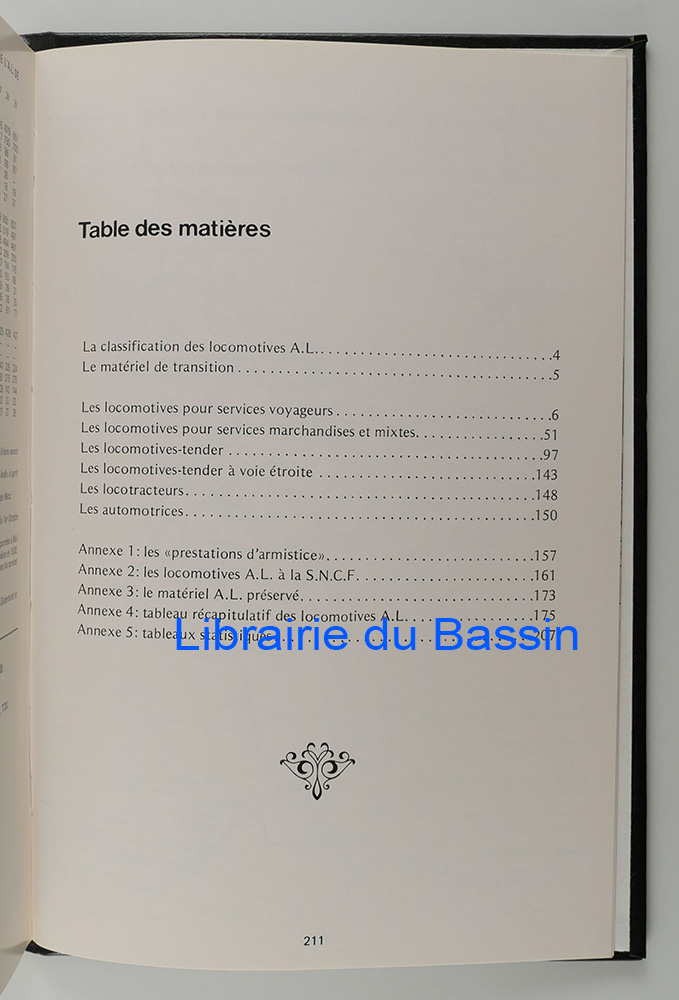 Table des matières
La classification des locomotives A.L. . . . . . . . . . . . . . . . . . . . . . . . . . . . . . .4
Le matériel de transition . . . . . . . . . . . . . . . . . . . . . . . . . . . . . . . . . . . . . . . .5
Les locomotives pour services voyageurs . . . . . . . . . . . . . . . . . . . . . . . . . . . .6
Les locomotives pour services marchandises et mixtes. . . . . . . . . . . . . . . . .51
Les locomotives-tender . . . . . . . . . . . . . . . . . . . . . . . . . . . . . . . . . . . . . . . .97
Les locomotives-tender à voie étroite . . . . . . . . . . . . . . . . . . . . . . . . . . . .143
Les locotracteurs. . . . . . . . . . . . . . . . . . . . . . . . . . . . . . . . . . . . . . . . . . . .148
Les automotrices. . . . . . . . . . . . . . . . . . . . . . . . . . . . . . . . . . . . . . . . . . . .150
Annexe 1: les «prestations d'armistice». . . . . . . . . . . . . . . . . . . . . . . . . . .157
Annexe 2: les locomotives A.L. à la S.N.C.F. . . . . . . . . . . . . . . . . . . . . . . .161
Annexe 3: le matériel A.L. préservé. . . . . . . . . . . . . . . . . . . . . . . . . . . . . .173
Annexe 4: tableau récapitulatif des locomotives A.L. . . . . . . . . . . . . . . . . .175
Annexe 5: tableaux statistiques . . . . . . . . . . . . . . . . . . . . . . . . . . . . . . . . .207
Librairie du Bassin
211